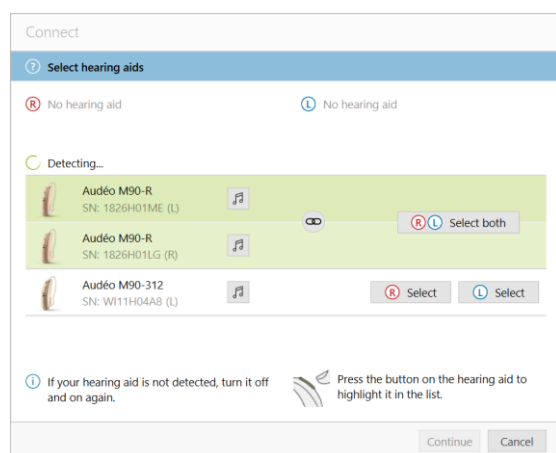 Connect
? Select hearing aids
R No hearing aid
L No hearing aid
Detecting...
Audéo M90-R
SN: 1826H01ME (L)
R L Select both
Audéo M90-R
SN: 1826H01LG (R)
Audéo M90-312
SN: WI11H04A8 (L)
R Select
L Select
i If your hearing aid is not detected, turn it off
and on again.
Press the button on the hearing aid to
highlight it in the list.
Continue
Cancel